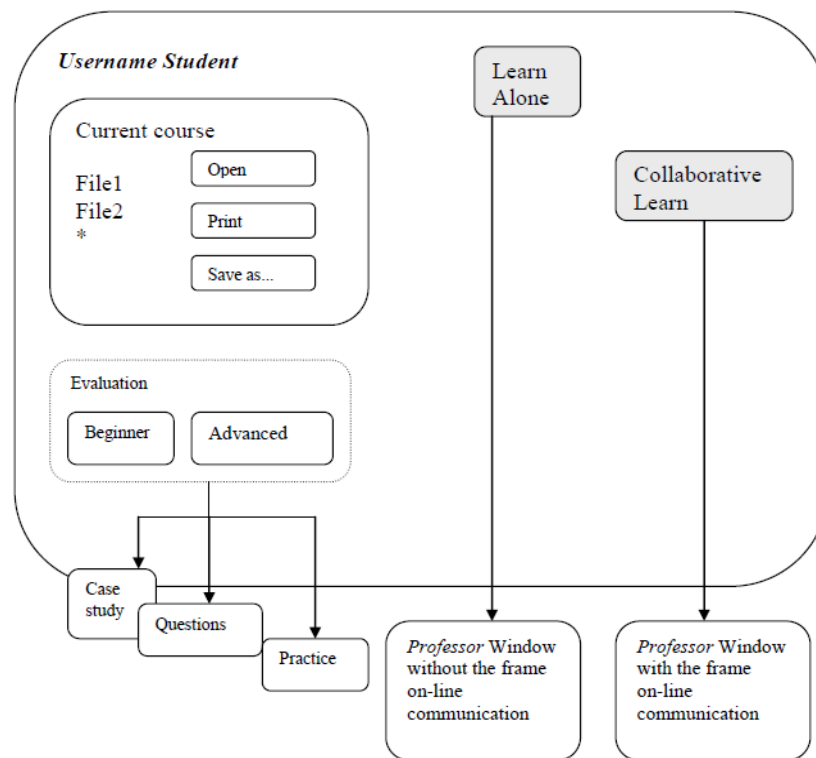 Username Student
Learn
Alone
Current course
Open
File1
File2
*
Print
Save as...
Collaborative
Learn
Evaluation
Beginner
Advanced
Case
study
Questions
Practice
Professor Window
without the frame
on-line
communication
Professor Window
with the frame
on-line
communication